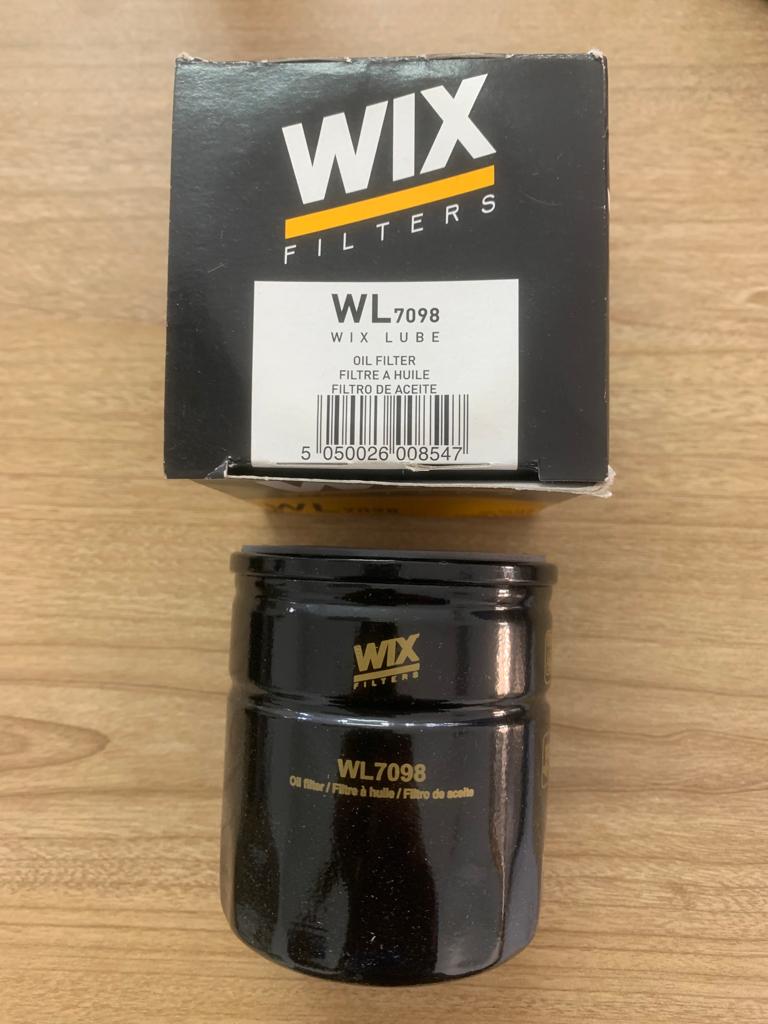 WIX
FILTERS
WL7098
WIX LUBE
OIL FILTER
FILTRE A HUILE
FILTRO DE ACEITE
5 050026 008547
WL7098
WIX
FILTERS
WL7098
Oil filter / Filtre à huile / Filtro de aceite